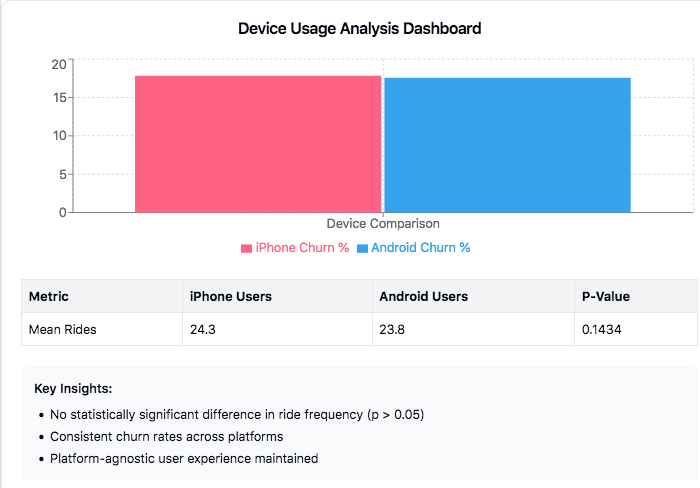 Device Usage Analysis Dashboard
20
15
10
5
0
Device Comparison
iPhone Churn % Android Churn %
Metric iPhone Users Android Users P-Value
Mean Rides 24.3 23.8 0.1434
Key Insights:
• No statistically significant difference in ride frequency (p > 0.05)
• Consistent churn rates across platforms
• Platform-agnostic user experience maintained